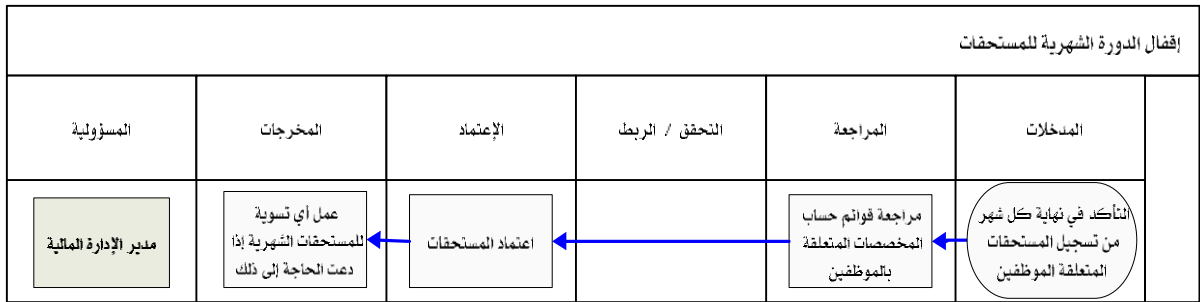 إقفال الدورة الشهرية للمستحقات
المدخلات
المراجعة
التحقق / الربط
الإعتماد
المخرجات
المسؤولية
التأكد في نهاية كل شهر
من تسجيل المستحقات
المتعلقة الموظفين
مراجعة قوائم حساب
المخصصات المتعلقة
بالموظفين
اعتماد المستحقات
عمل أي تسوية
للمستحقات الشهرية إذا
دعت الحاجة إلى ذلك
مدير الإدارة المالية